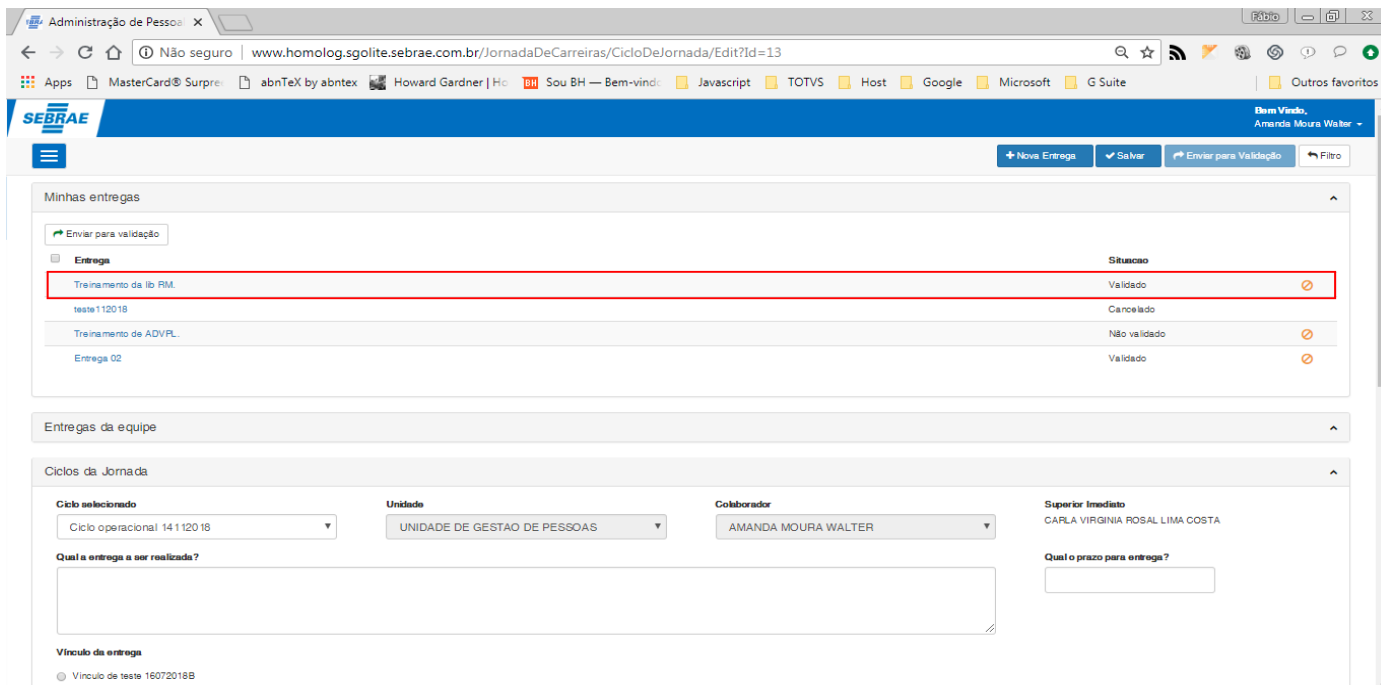 Administração de Pessoal
Fábio
Não seguro | www.homolog.sgolite.sebrae.com.br/JornadaDeCarreiras/CicloDeJornada/Edit?Id=13
Apps MasterCard® Surpre abnTeX by abntex Howard Gardner | Ho BH Sou BH — Bem-vindo Javascript TOTVS Host Google Microsoft G Suite Outros favoritos
SEBRAE
Bem Vindo,
Amanda Moura Walter
Nova Entrega Salvar Enviar para Validação Filtro
Minhas entregas
Enviar para validação
Entrega Situacao
Treinamento da lib RM. Validado
teste112018 Cancelado
Treinamento de ADVPL. Não validado
Entrega 02 Validado
Entregas da equipe
Ciclos da Jornada
Ciclo selecionado Unidade Colaborador Superior Imediato
Ciclo operacional 14112018 UNIDADE DE GESTAO DE PESSOAS AMANDA MOURA WALTER CARLA VIRGINIA ROSAL LIMA COSTA
Qual a entrega a ser realizada? Qual o prazo para entrega?
Vínculo da entrega
Vinculo de teste 16072018B